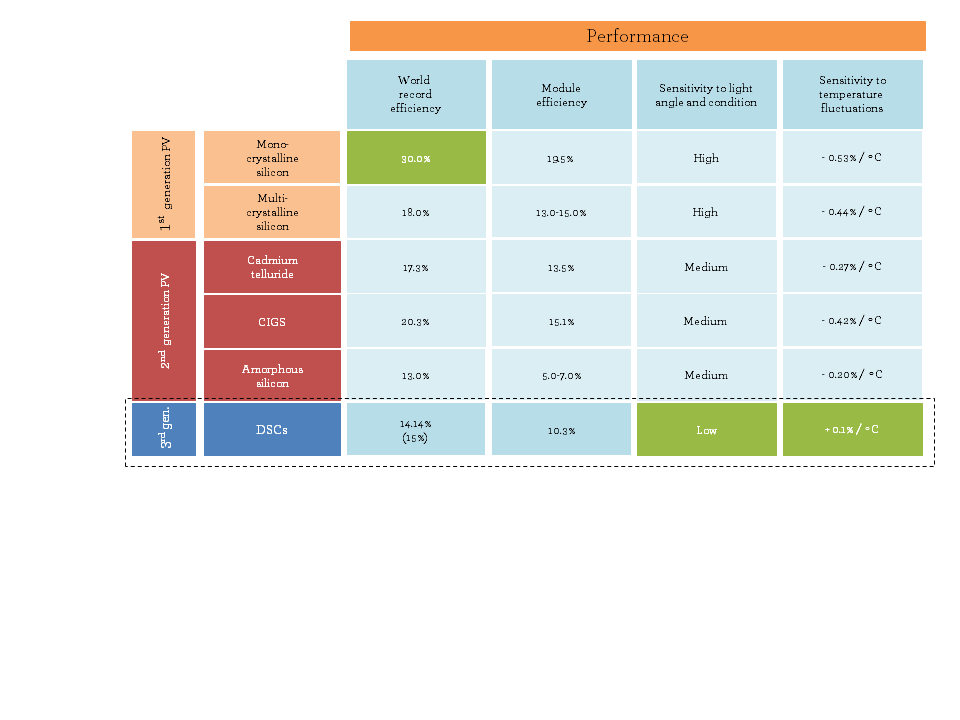 Performance
World
record
efficiency
Module
efficiency
Sensitivity to light
angle and condition
Sensitivity to
temperature
fluctuations
1st generation PV
Mono-
crystalline
silicon
30.0%
19.5%
High
- 0.53% / °C
Multi-
crystalline
silicon
18.0%
13.0-15.0%
High
- 0.44% / °C
2nd generation PV
Cadmium
telluride
17.3%
13.5%
Medium
- 0.27% / °C
CIGS
20.3%
15.1%
Medium
- 0.42% / °C
Amorphous
silicon
13.0%
5.0-7.0%
Medium
- 0.20% / °C
3rd gen.
DSCs
14.14%
(15%)
10.3%
Low
+ 0.1% / °C